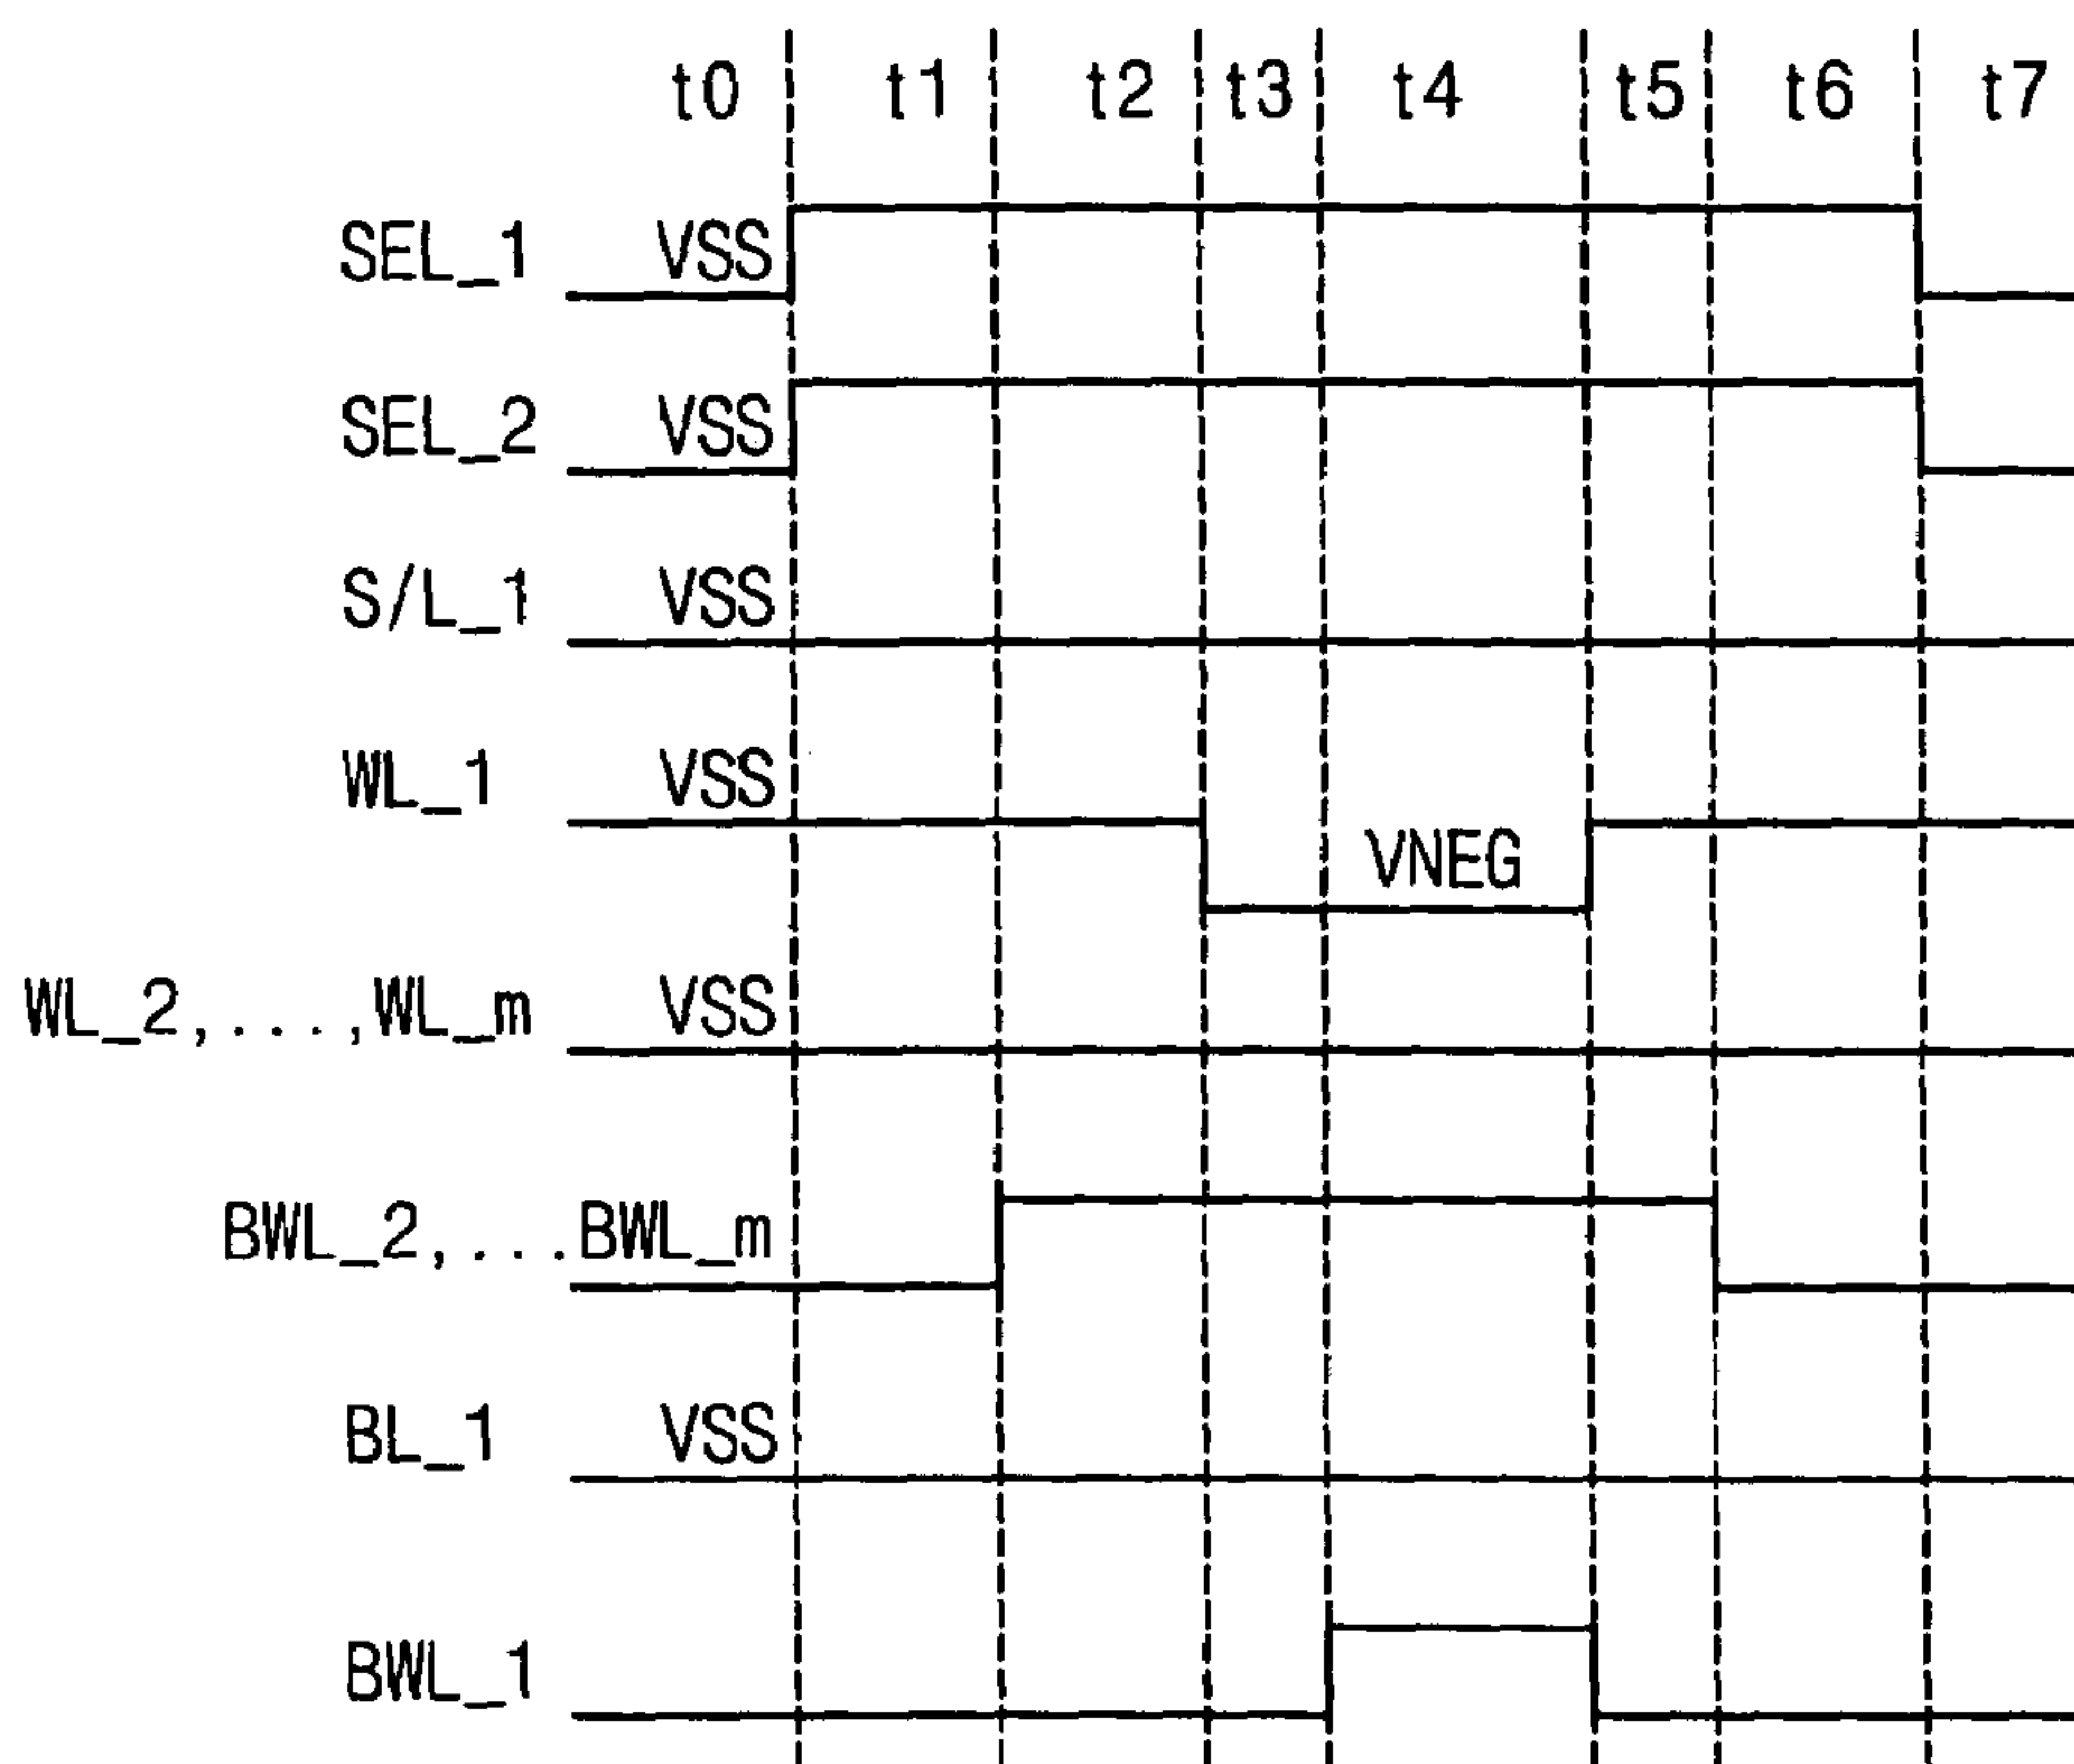 t0 t1 t2 t3 t4 t5 t6 t7
SEL_1 VSS
SEL_2 VSS
S/L_1 VSS
WL_1 VSS
VNEG
WL_2,...,WL_m VSS
BWL_2,...BWL_m
BL_1 VSS
BWL_1